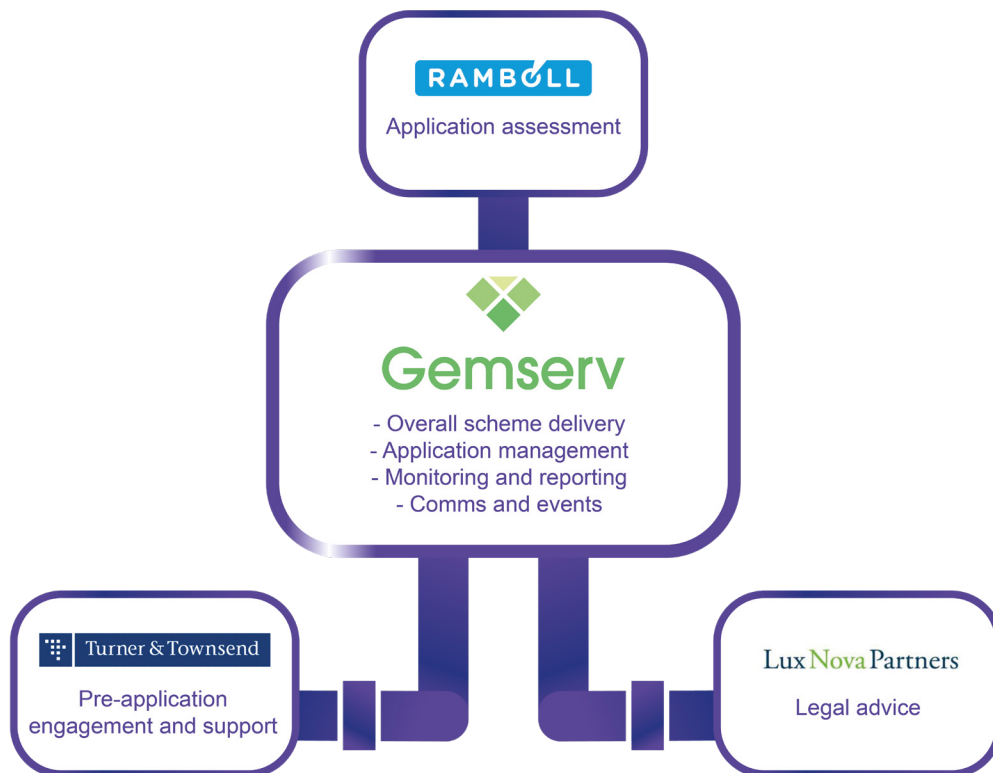 RAMBOLL
Application assessment
Gemserv
- Overall scheme delivery
- Application management
- Monitoring and reporting
- Comms and events
Turner & Townsend
Pre-application
engagement and support
Lux Nova Partners
Legal advice